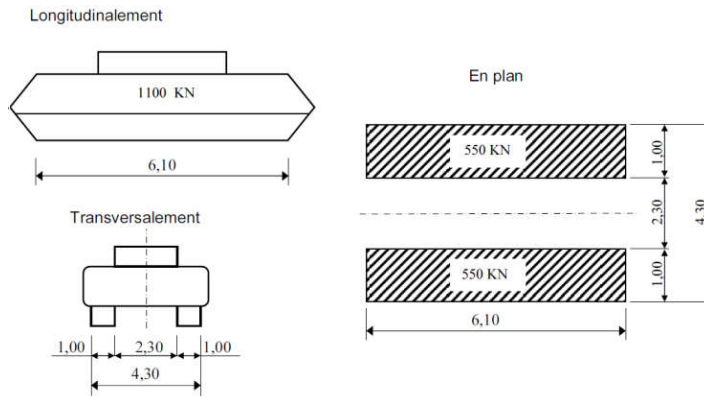 Longitudinalement
1100 KN
6,10
Transversalement
1,00
2,30
1,00
4,30
En plan
550 KN
550 KN
1,00
2,30
1,00
4.30
6,10